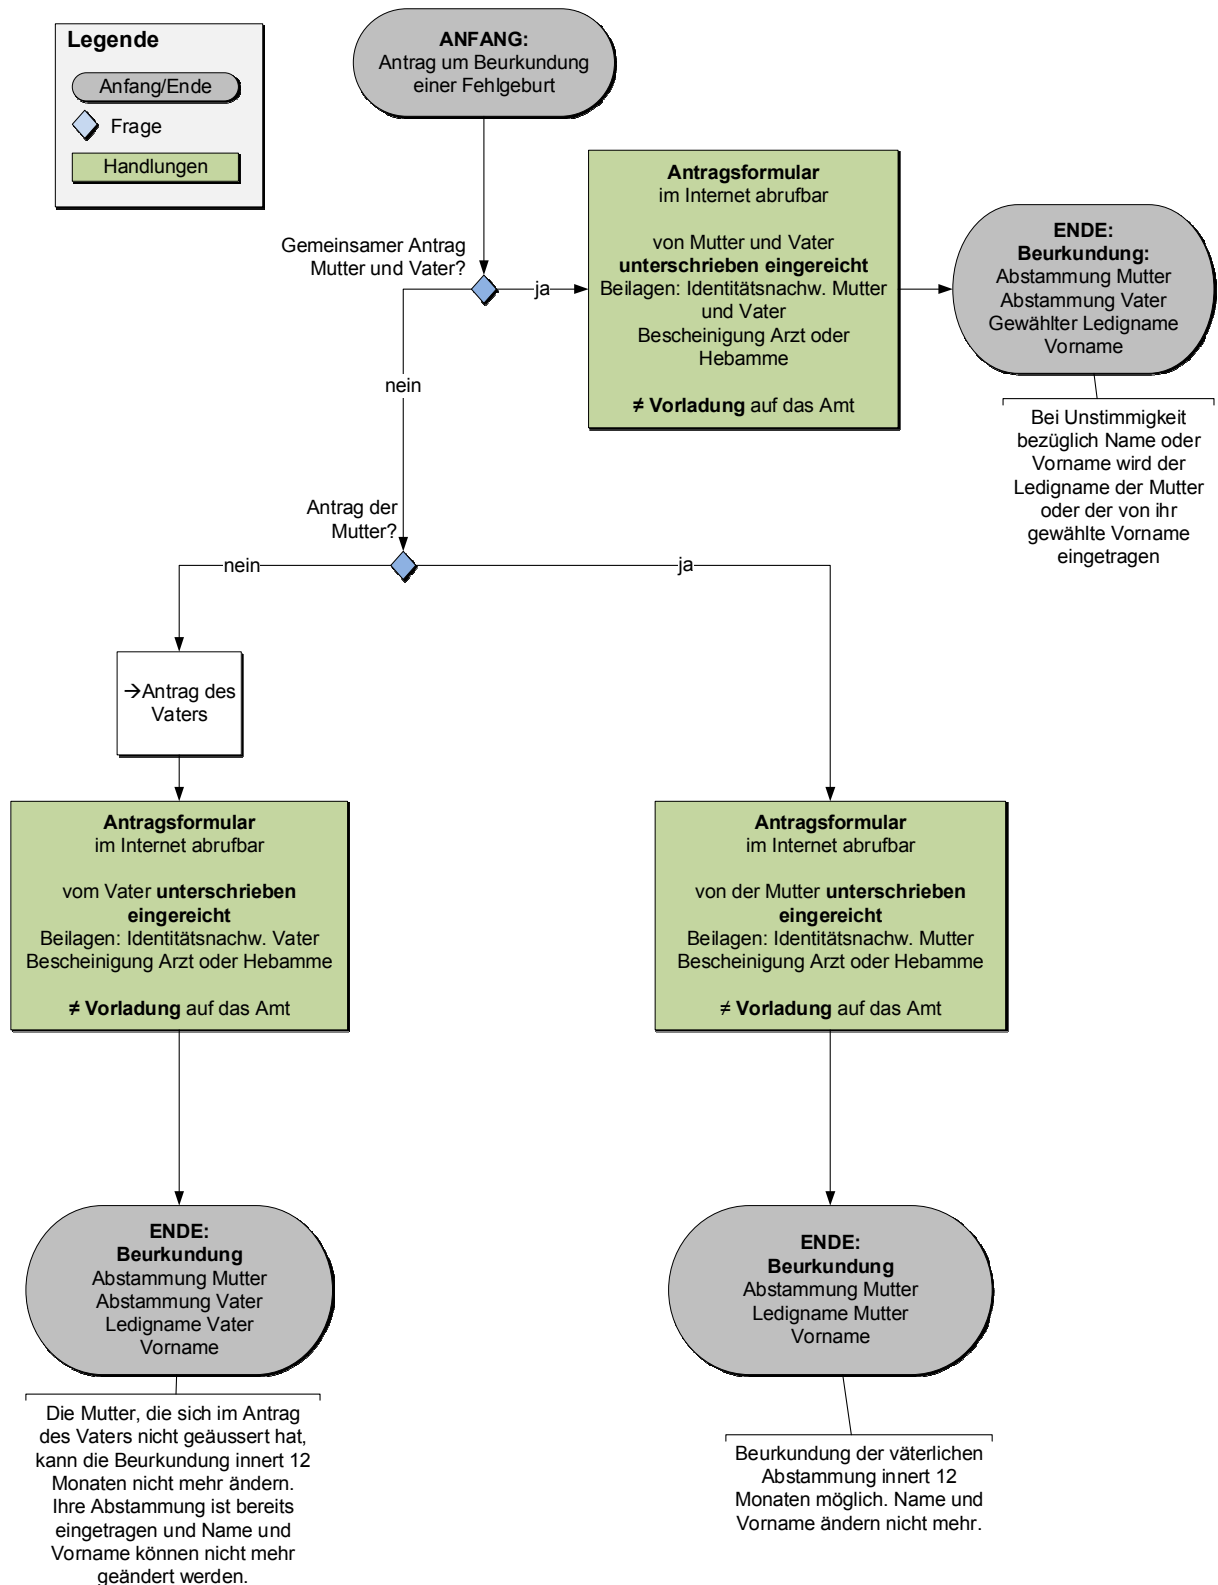 Legende
Anfang/Ende
Frage
Handlungen
ANFANG:
Antrag um Beurkundung
einer Fehlgeburt
Gemeinsamer Antrag
Mutter und Vater?
ja
nein
Antragsformular
im Internet abrufbar
von Mutter und Vater
unterschrieben eingereicht
Beilagen: Identitätsnachw. Mutter
und Vater
Bescheinigung Arzt oder
Hebamme
≠ Vorladung auf das Amt
ENDE:
Beurkundung:
Abstammung Mutter
Abstammung Vater
Gewählter Ledigname
Vorname
Bei Unstimmigkeit
bezüglich Name oder
Vorname wird der
Ledigname der Mutter
oder der von ihr
gewählte Vorname
eingetragen
Antrag der
Mutter?
nein
ja
→Antrag des
Vaters
Antragsformular
im Internet abrufbar
vom Vater unterschrieben
eingereicht
Beilagen: Identitätsnachw. Vater
Bescheinigung Arzt oder Hebamme
≠ Vorladung auf das Amt
Antragsformular
im Internet abrufbar
von der Mutter unterschrieben
eingereicht
Beilagen: Identitätsnachw. Mutter
Bescheinigung Arzt oder Hebamme
≠ Vorladung auf das Amt
ENDE:
Beurkundung
Abstammung Mutter
Abstammung Vater
Ledigname Vater
Vorname
Die Mutter, die sich im Antrag
des Vaters nicht geäussert hat,
kann die Beurkundung innert 12
Monaten nicht mehr ändern.
Ihre Abstammung ist bereits
eingetragen und Name und
Vorname können nicht mehr
geändert werden.
ENDE:
Beurkundung
Abstammung Mutter
Ledigname Mutter
Vorname
Beurkundung der väterlichen
Abstammung innert 12
Monaten möglich. Name und
Vorname ändern nicht mehr.